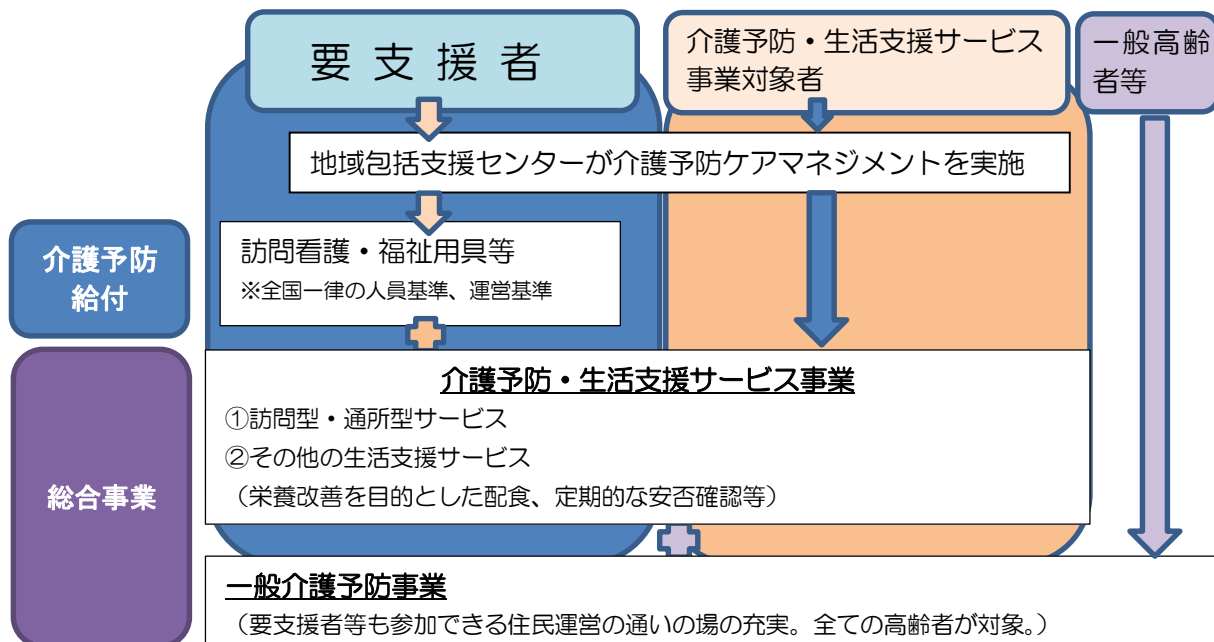 要支援者
介護予防・生活支援サービス
事業対象者
一般高齢
者等
地域包括支援センターが介護予防ケアマネジメントを実施
介護予防
給付
訪問看護・福祉用具等
※全国一律の人員基準、運営基準
総合事業
介護予防・生活支援サービス事業
①訪問型・通所型サービス
②その他の生活支援サービス
（栄養改善を目的とした配食、定期的な安否確認等）
一般介護予防事業
（要支援者等も参加できる住民運営の通いの場の充実。全ての高齢者が対象。）